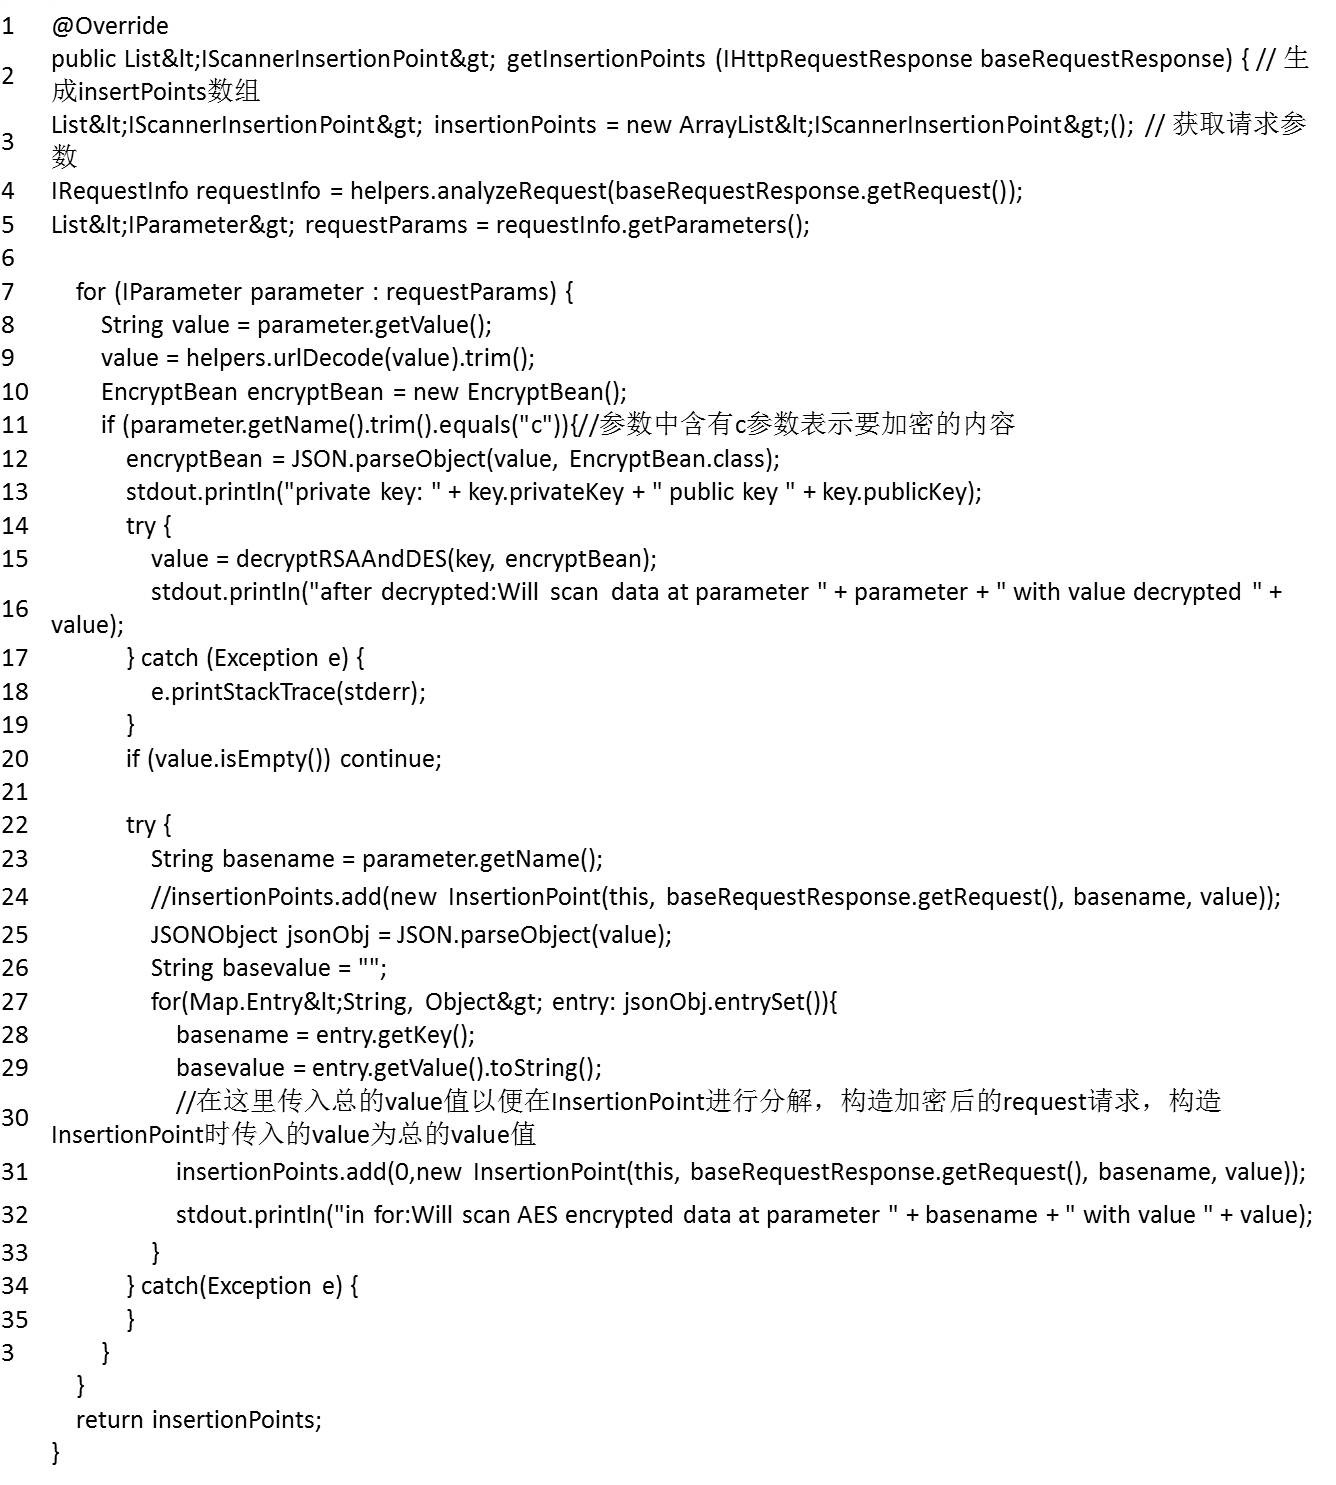 1 @Override
public List&lt;IScannerInsertionPoint&gt; getInsertionPoints (IHttpRequestResponse baseRequestResponse) { // 生
2
成insertPoints数组
List&lt;IScannerInsertionPoint&gt; insertionPoints = new ArrayList&lt;IScannerInsertionPoint&gt;(); // 获取请求参
3
数
4 IRequestInfo requestInfo = helpers.analyzeRequest(baseRequestResponse.getRequest());
5 List&lt;IParameter&gt; requestParams = requestInfo.getParameters();
6
7 for (IParameter parameter : requestParams) {
8 String value = parameter.getValue();
9 value = helpers.urlDecode(value).trim();
10 EncryptBean encryptBean = new EncryptBean();
11 if (parameter.getName().trim().equals("c")){//参数中含有c参数表示要加密的内容
12 encryptBean = JSON.parseObject(value, EncryptBean.class);
13 stdout.println("private key: " + key.privateKey + " public key " + key.publicKey);
14 try {
15 value = decryptRSAAndDES(key, encryptBean);
stdout.println("after decrypted:Will scan data at parameter " + parameter + " with value decrypted " +
16
value);
17 } catch (Exception e) {
18 e.printStackTrace(stderr);
19 }
20 if (value.isEmpty()) continue;
21
22 try {
23 String basename = parameter.getName();
24 //insertionPoints.add(new InsertionPoint(this, baseRequestResponse.getRequest(), basename, value));
25 JSONObject jsonObj = JSON.parseObject(value);
26 String basevalue = "";
27 for(Map.Entry&lt;String, Object&gt; entry: jsonObj.entrySet()){
28 basename = entry.getKey();
29 basevalue = entry.getValue().toString();
//在这里传入总的value值以便在InsertionPoint进行分解，构造加密后的request请求，构造
30
InsertionPoint时传入的value为总的value值
31 insertionPoints.add(0,new InsertionPoint(this, baseRequestResponse.getRequest(), basename, value));
32 stdout.println("in for:Will scan AES encrypted data at parameter " + basename + " with value " + value);
33 }
34 } catch(Exception e) {
35 }
3 }
}
return insertionPoints;
}